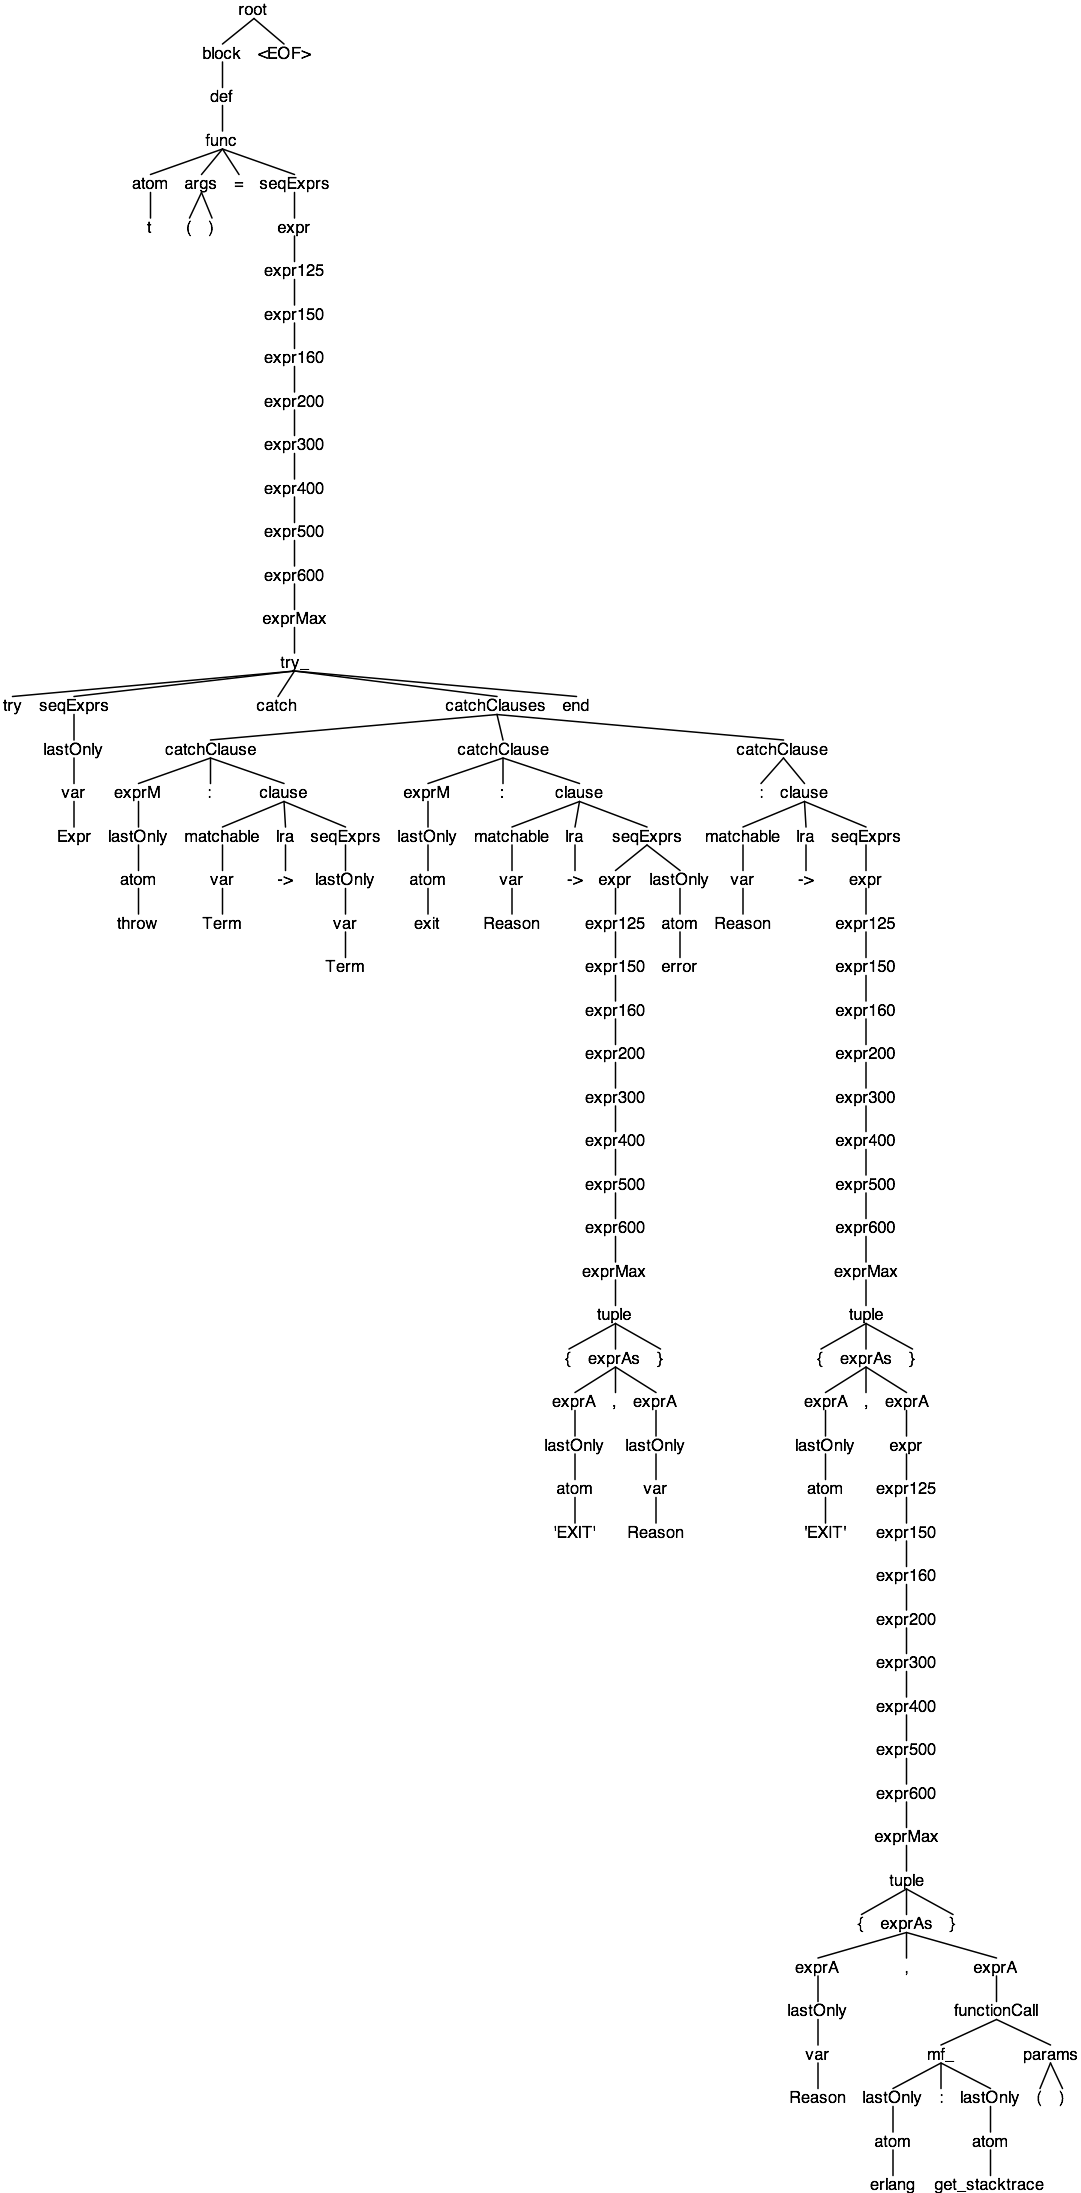 root
block <EOF>
def
func
atom args = seqExprs
t ( ) expr
expr125
expr150
expr160
expr200
expr300
expr400
expr500
expr600
exprMax
try_
try seqExprs catch catchClauses end
lastOnly catchClause catchClause catchClause
var exprM : clause exprM : clause : clause
Expr lastOnly matchable lra seqExprs lastOnly matchable lra seqExprs matchable lra seqExprs
atom var -> lastOnly atom var -> expr lastOnly var -> expr
throw Term var exit Reason expr125 atom Reason expr125
Term expr150 error expr150
expr160 expr160
expr200 expr200
expr300 expr300
expr400 expr400
expr500 expr500
expr600 expr600
exprMax exprMax
tuple tuple
{ exprAs } { exprAs }
exprA , exprA exprA , exprA
lastOnly lastOnly lastOnly expr
atom var atom expr125
'EXIT' Reason 'EXIT' expr150
expr160
expr200
expr300
expr400
expr500
expr600
exprMax
tuple
{ exprAs }
exprA , exprA
lastOnly functionCall
var mf_ params
Reason lastOnly : lastOnly ( )
atom atom
erlang get_stacktrace